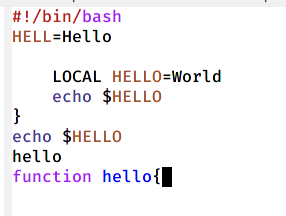 #!/bin/bash
HELL=Hello
LOCAL HELLO=World
echo $HELLO
}
echo $HELLO
hello
function hello{